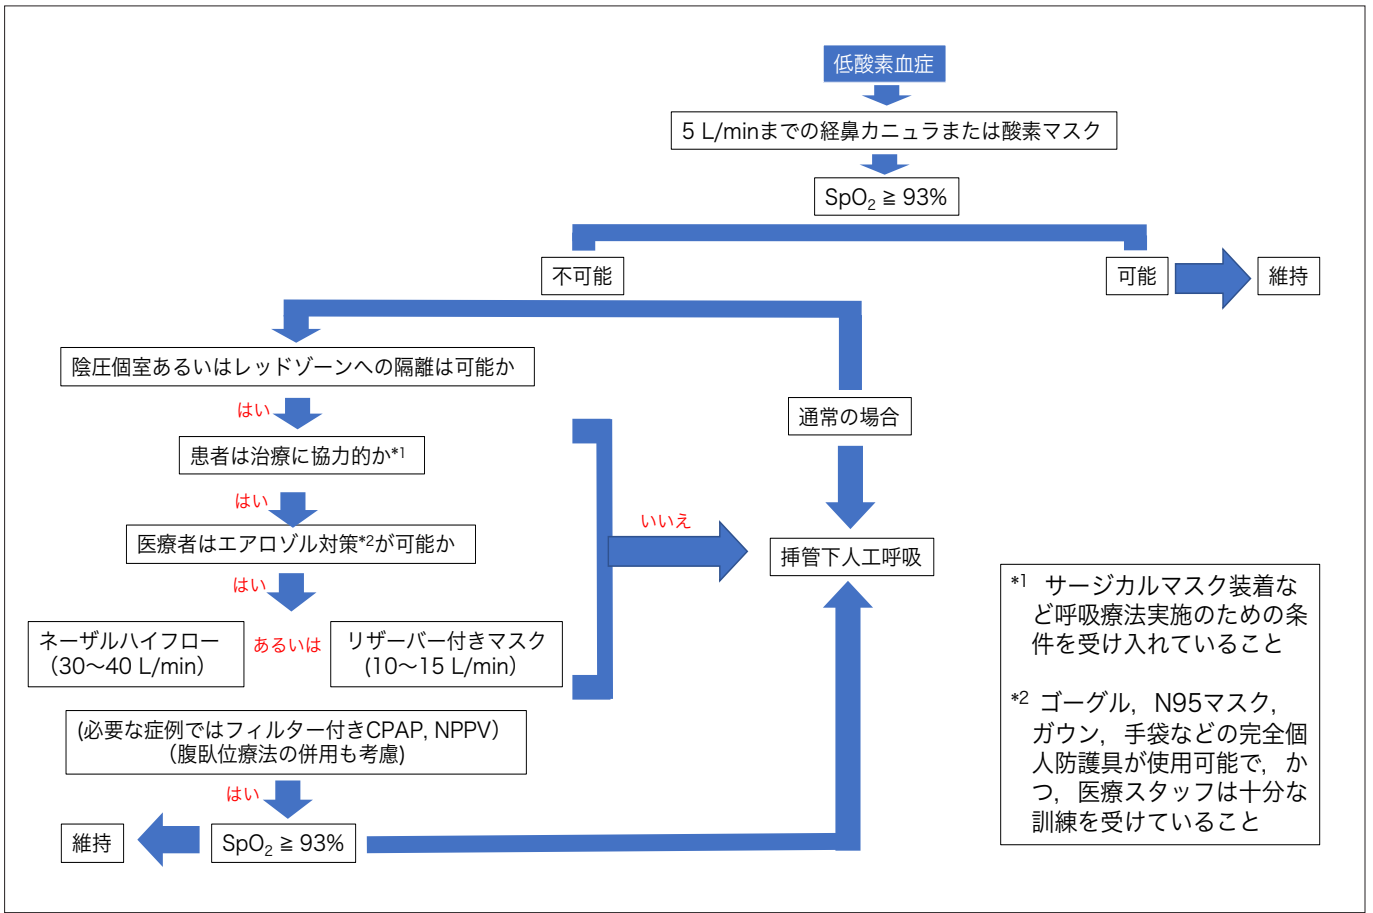 低酸素血症
5 L/minまでの経鼻カニュラまたは酸素マスク
SpO₂ ≧ 93%
不可能
可能
維持
陰圧個室あるいはレッドゾーンへの隔離は可能か
はい
通常の場合
患者は治療に協力的か*1
はい
いいえ
医療者はエアロゾル対策*2が可能か
挿管下人工呼吸
はい
ネーザルハイフロー
（30〜40 L/min）
あるいは
リザーバー付きマスク
(10〜15 L/min）
(必要な症例ではフィルター付きCPAP, NPPV）
（腹臥位療法の併用も考慮)
はい
維持
SpO₂ ≧ 93%
*1 サージカルマスク装着な
ど呼吸療法実施のための条
件を受け入れていること
*2 ゴーグル，N95マスク，
ガウン，手袋などの完全個
人防護具が使用可能で，か
つ，医療スタッフは十分な
訓練を受けていること